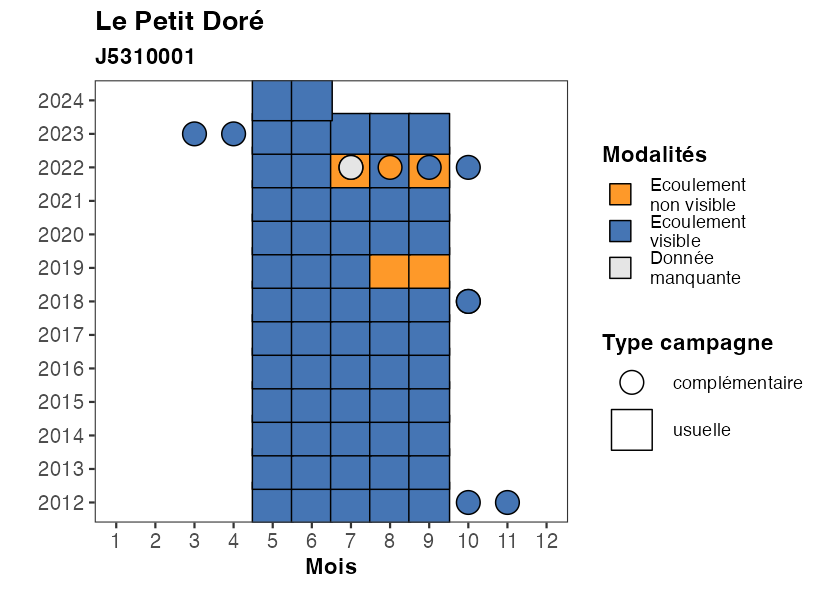 Le Petit Doré
J5310001
2024
2023
2022
2021
2020
2019
2018
2017
2016
2015
2014
2013
2012
1 2 3 4 5 6 7 8 9 10 11 12
Mois
Modalités
Ecoulement
non visible
Ecoulement
visible
Donnée
manquante
Type campagne
complémentaire
usuelle